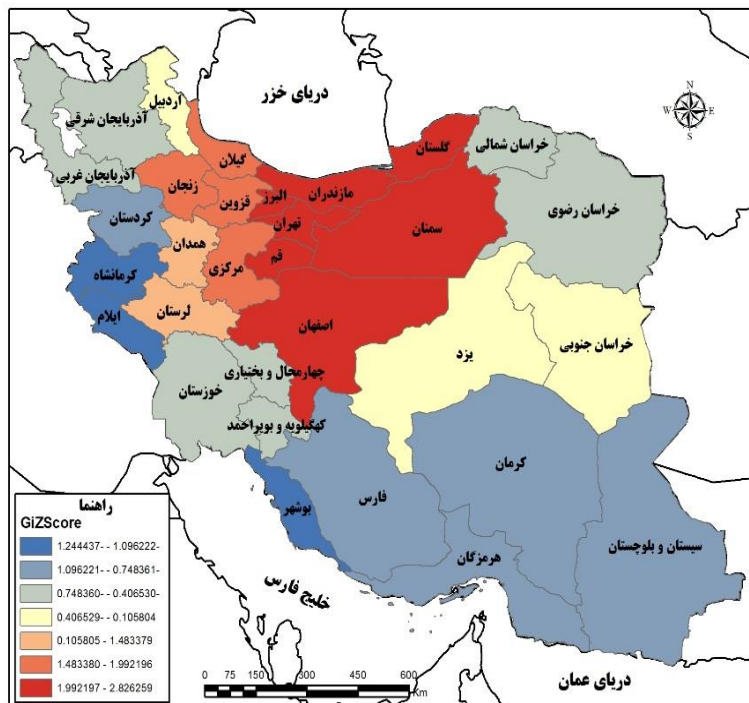 دریای خزر
N
W E
S
اردبیل
آذربایجان شرقی
آذربایجان غربی
گیلان
زنجان
قزوین
البرز
مازندران
گلستان
خراسان شمالی
خراسان رضوی
تهران
سمنان
قم
کردستان
همدان
مرکزی
کرمانشاه
ایلام
لرستان
اصفهان
یزد
خراسان جنوبی
چهارمحال و بختیاری
خوزستان
کهگیلویه و بویراحمد
کرمان
فارس
بوشهر
هرمزگان
سیستان و بلوچستان
خلیج فارس
دریای عمان
راهنما
GiZScore
1.244437- - 1.096222-
1.096221- - 0.748361-
0.748360- - 0.406530-
0.406529- - 0.105804
0.105805 - 1.483379
1.483380 - 1.992196
1.992197 - 2.826259
0 75 150 300 450 600
Km